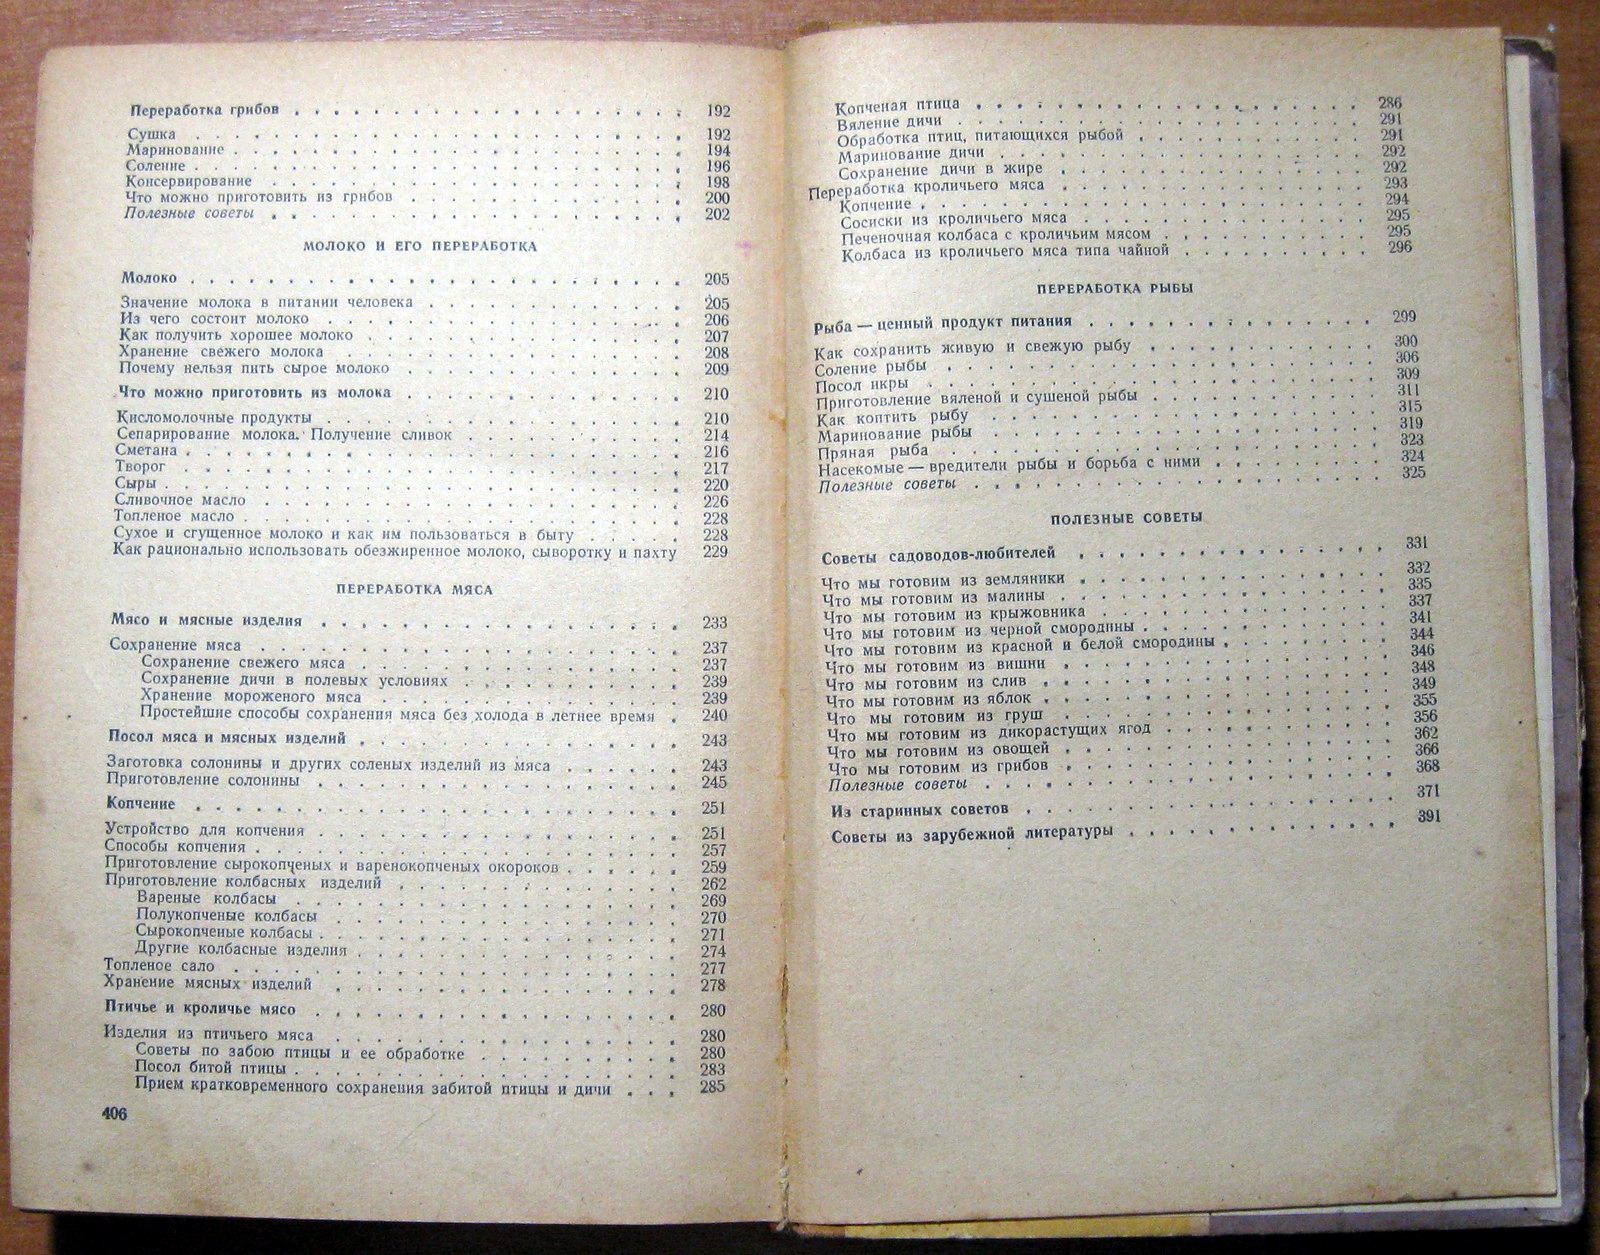 Переработка грибов . . . . . . . . . . . . . . . . . . 192
Сушка . . . . . . . . . . . . . . . . . . 192
Маринование . . . . . . . . . . . . . . . . . . 194
Соление . . . . . . . . . . . . . . . . . . 196
Консервирование . . . . . . . . . . . . . . . . . . 198
Что можно приготовить из грибов . . . . . . . . . . . . 200
Полезные советы . . . . . . . . . . . . . . . . . . 202
МОЛОКО И ЕГО ПЕРЕРАБОТКА
Молоко . . . . . . . . . . . . . . . . . . 205
Значение молока в питании человека . . . . . . . . . . . . 205
Из чего состоит молоко . . . . . . . . . . . . . . . 206
Как получить хорошее молоко . . . . . . . . . . . . . 207
Хранение свежего молока . . . . . . . . . . . . . . 208
Почему нельзя пить сырое молоко . . . . . . . . . . . . 209
Что можно приготовить из молока . . . . . . . . . . . . 210
Кисломолочные продукты . . . . . . . . . . . . . . . 210
Сепарирование молока. Получение сливок . . . . . . . . . 214
Сметана . . . . . . . . . . . . . . . . . . 216
Творог . . . . . . . . . . . . . . . . . . 217
Сыры . . . . . . . . . . . . . . . . . . 220
Сливочное масло . . . . . . . . . . . . . . . . . 226
Топленое масло . . . . . . . . . . . . . . . . . . 228
Сухое и сгущенное молоко и как им пользоваться в быту . . . . . 228
Как рационально использовать обезжиренное молоко, сыворотку и пахту 229
ПЕРЕРАБОТКА МЯСА
Мясо и мясные изделия . . . . . . . . . . . . . . . 233
Сохранение мяса . . . . . . . . . . . . . . . . . 237
Сохранение свежего мяса . . . . . . . . . . . . . . 237
Сохранение дичи в полевых условиях . . . . . . . . . . 239
Хранение мороженого мяса . . . . . . . . . . . . . 239
Простейшие способы сохранения мяса без холода в летнее время . 240
Посол мяса и мясных изделий . . . . . . . . . . . . . 243
Заготовка солонины и других соленых изделий из мяса . . . . . . 243
Приготовление солонины . . . . . . . . . . . . . . . 245
Копчение . . . . . . . . . . . . . . . . . . 251
Устройство для копчения . . . . . . . . . . . . . . . 251
Способы копчения . . . . . . . . . . . . . . . . . . 257
Приготовление сырокопченых и варенокопченых окороков . . . . . . 259
Приготовление колбасных изделий . . . . . . . . . . . . 262
Вареные колбасы . . . . . . . . . . . . . . . . 269
Полукопченые колбасы . . . . . . . . . . . . . . 270
Сырокопченые колбасы . . . . . . . . . . . . . . . 271
Другие колбасные изделия . . . . . . . . . . . . . 274
Топленое сало . . . . . . . . . . . . . . . . . . 277
Хранение мясных изделий . . . . . . . . . . . . . . 278
Птичье и кроличье мясо . . . . . . . . . . . . . . . 280
Изделия из птичьего мяса . . . . . . . . . . . . . . 280
Советы по забою птицы и ее обработке . . . . . . . . . 280
Посол битой птицы . . . . . . . . . . . . . . . . 283
Прием кратковременного сохранения забитой птицы и дичи . . . 285
406
Копченая птица . . . . . . . . . . . . . . . . . 286
Вяление дичи . . . . . . . . . . . . . . . . . . 291
Обработка птиц, питающихся рыбой . . . . . . . . . . 291
Маринование дичи . . . . . . . . . . . . . . . . 292
Сохранение дичи в жире . . . . . . . . . . . . . . 292
Переработка кроличьего мяса . . . . . . . . . . . . . 293
Копчение . . . . . . . . . . . . . . . . . . 294
Сосиски из кроличьего мяса . . . . . . . . . . . . 295
Печеночная колбаса с кроличьим мясом . . . . . . . . . 295
Колбаса из кроличьего мяса типа чайной . . . . . . . . 296
ПЕРЕРАБОТКА РЫБЫ
Рыба — ценный продукт питания . . . . . . . . . . . . 299
Как сохранить живую и свежую рыбу . . . . . . . . . . 300
Соление рыбы . . . . . . . . . . . . . . . . . . 306
Посол икры . . . . . . . . . . . . . . . . . . 309
Приготовление вяленой и сушеной рыбы . . . . . . . . . . 311
Как коптить рыбу . . . . . . . . . . . . . . . . 315
Маринование рыбы . . . . . . . . . . . . . . . . 319
Пряная рыба . . . . . . . . . . . . . . . . . . 323
Насекомые — вредители рыбы и борьба с ними . . . . . . . . 324
Полезные советы . . . . . . . . . . . . . . . . . 325
ПОЛЕЗНЫЕ СОВЕТЫ
Советы садоводов-любителей . . . . . . . . . . . . . 331
Что мы готовим из земляники . . . . . . . . . . . . . 332
Что мы готовим из малины . . . . . . . . . . . . . . 335
Что мы готовим из крыжовника . . . . . . . . . . . . 337
Что мы готовим из черной смородины . . . . . . . . . . . 341
Что мы готовим из красной и белой смородины . . . . . . . 344
Что мы готовим из вишни . . . . . . . . . . . . . . 346
Что мы готовим из слив . . . . . . . . . . . . . . . 348
Что мы готовим из яблок . . . . . . . . . . . . . . . 349
Что мы готовим из груш . . . . . . . . . . . . . . 355
Что мы готовим из дикорастущих ягод . . . . . . . . . . 356
Что мы готовим из овощей . . . . . . . . . . . . . . 362
Что мы готовим из грибов . . . . . . . . . . . . . . 366
Полезные советы . . . . . . . . . . . . . . . . . 368
Из старинных советов . . . . . . . . . . . . . . . 371
Советы из зарубежной литературы . . . . . . . . . . . 391